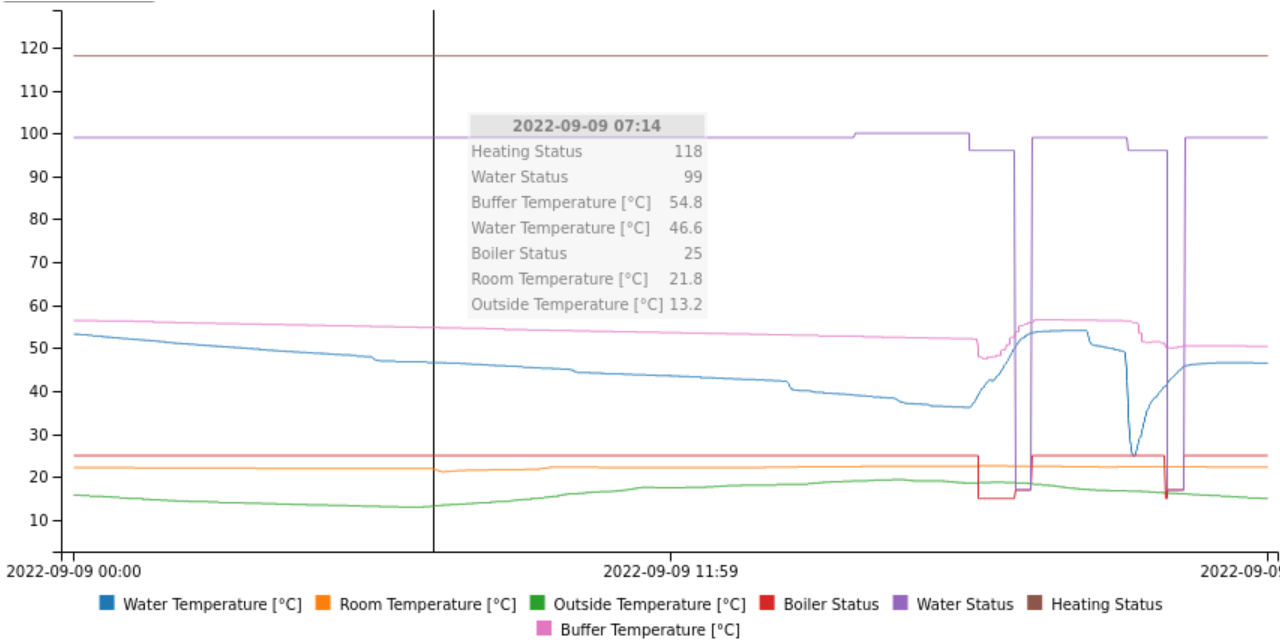 120
110
100
90
80
70
60
50
40
30
20
10
2022-09-09 07:14
Heating Status 118
Water Status 99
Buffer Temperature [°C] 54.8
Water Temperature [°C] 46.6
Boiler Status 25
Room Temperature [°C] 21.8
Outside Temperature [°C] 13.2
2022-09-09 00:00 2022-09-09 11:59 2022-09-09
Water Temperature [°C] Room Temperature [°C] Outside Temperature [°C] Boiler Status Water Status Heating Status
Buffer Temperature [°C]